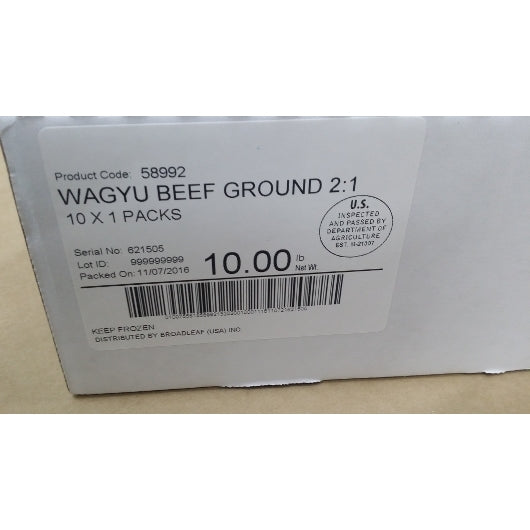 Product Code: 58992
WAGYU BEEF GROUND 2:1
10 X 1 PACKS
U.S.
INSPECTED
AND PASSED BY
DEPARTMENT OF
AGRICULTURE
Serial No: 621505
Lot ID: 999999999
Packed On: 11/07/2016
10.00 lb
Net Wt.
KEEP FROZEN
DISTRIBUTED BY BROADLEAF (USA) INC